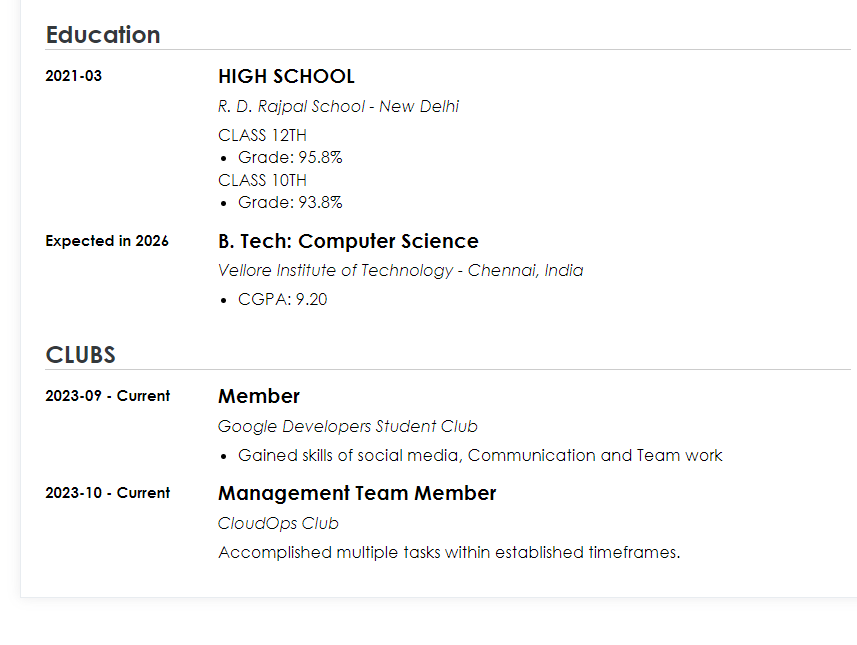 Education
2021-03 HIGH SCHOOL
R. D. Rajpal School - New Delhi
CLASS 12TH
• Grade: 95.8%
CLASS 10TH
• Grade: 93.8%
Expected in 2026 B. Tech: Computer Science
Vellore Institute of Technology - Chennai, India
• CGPA: 9.20
CLUBS
2023-09 - Current Member
Google Developers Student Club
• Gained skills of social media, Communication and Team work
2023-10 - Current Management Team Member
CloudOps Club
Accomplished multiple tasks within established timeframes.